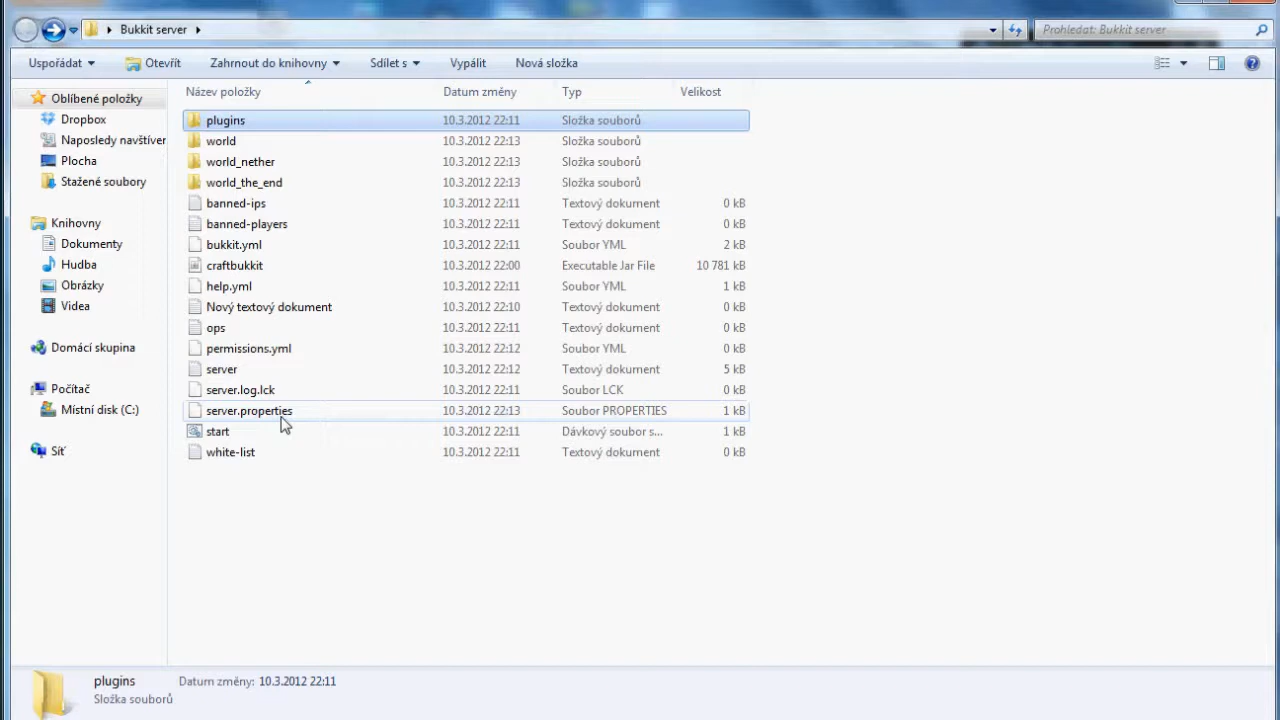 Bukkit server
Prohledat: Bukkit server
Uspořádat Otevřít Zahrnout do knihovny Sdílet s Vypálit Nová složka
Název položky Datum změny Typ Velikost
Oblíbené položky
Dropbox
Naposledy navštíver
Plocha
Stažené soubory
Knihovny
Dokumenty
Hudba
Obrázky
Videa
Domácí skupina
Počítač
Místní disk (C:)
Síť
plugins 10.3.2012 22:11 Složka souborů
world 10.3.2012 22:13 Složka souborů
world_nether 10.3.2012 22:13 Složka souborů
world_the_end 10.3.2012 22:13 Složka souborů
banned-ips 10.3.2012 22:11 Textový dokument 0 kB
banned-players 10.3.2012 22:11 Textový dokument 0 kB
bukkit.yml 10.3.2012 22:11 Soubor YML 2 kB
craftbukkit 10.3.2012 22:00 Executable Jar File 10 781 kB
help.yml 10.3.2012 22:11 Soubor YML 1 kB
Nový textový dokument 10.3.2012 22:10 Textový dokument 0 kB
ops 10.3.2012 22:11 Textový dokument 0 kB
permissions.yml 10.3.2012 22:12 Soubor YML 0 kB
server 10.3.2012 22:12 Textový dokument 5 kB
server.log.lck 10.3.2012 22:11 Soubor LCK 0 kB
server.properties 10.3.2012 22:13 Soubor PROPERTIES 1 kB
start 10.3.2012 22:11 Dávkový soubor s... 1 kB
white-list 10.3.2012 22:11 Textový dokument 0 kB
plugins Datum změny: 10.3.2012 22:11
Složka souborů